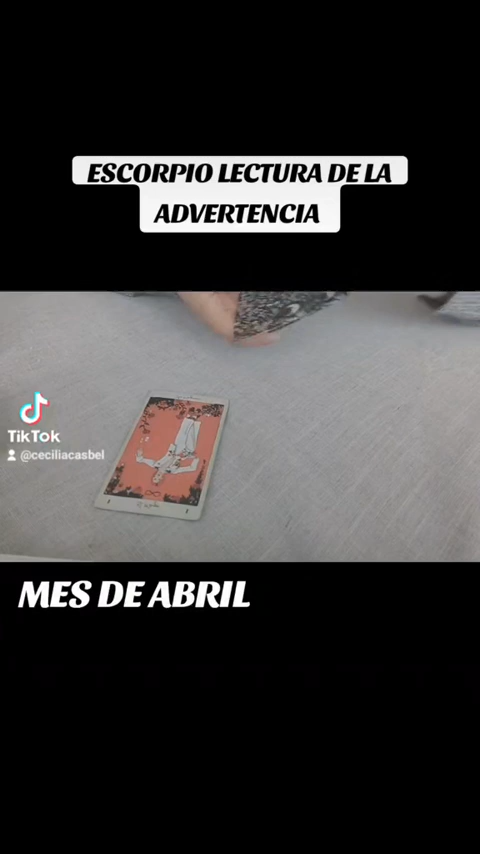 ESCORPIO LECTURA DE LA
ADVERTENCIA
TikTok
@ceciliacasbel
MES DE ABRIL